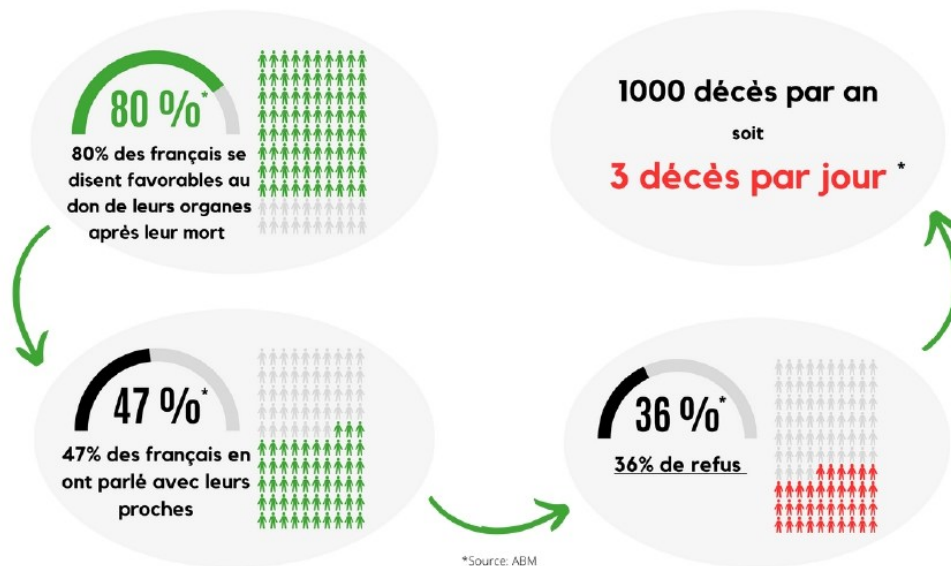 80 %*
80% des français se
disent favorables au
don de leurs organes
après leur mort
47 %*
47% des français en
ont parlé avec leurs
proches
36 %*
36% de refus
1000 décès par an
soit
3 décès par jour *
*Source: ABM